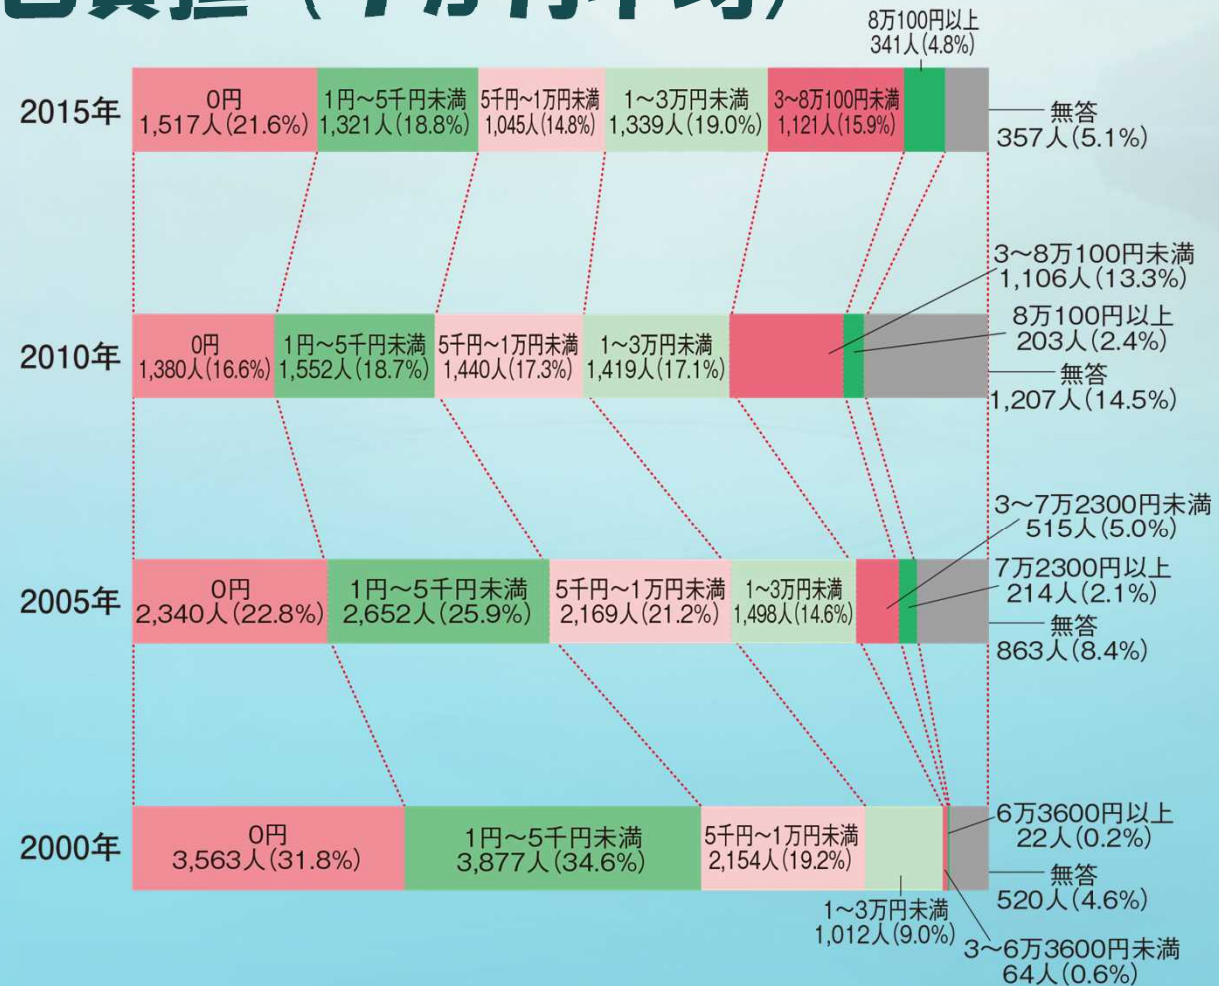 8万100円以上
341人(4.8%)
2015年
0円
1,517人(21.6%)
1円～5千円未満
1,321人(18.8%)
5千円～1万円未満
1,045人(14.8%)
1～3万円未満
1,339人(19.0%)
3～8万100円未満
1,121人(15.9%)
無答
357人(5.1%)
3～8万100円未満
1,106人(13.3%)
8万100円以上
203人(2.4%)
2010年
0円
1,380人(16.6%)
1円～5千円未満
1,552人(18.7%)
5千円～1万円未満
1,440人(17.3%)
1～3万円未満
1,419人(17.1%)
無答
1,207人(14.5%)
3～7万2300円未満
515人(5.0%)
7万2300円以上
214人(2.1%)
2005年
0円
2,340人(22.8%)
1円～5千円未満
2,652人(25.9%)
5千円～1万円未満
2,169人(21.2%)
1～3万円未満
1,498人(14.6%)
無答
863人(8.4%)
2000年
0円
3,563人(31.8%)
1円～5千円未満
3,877人(34.6%)
5千円～1万円未満
2,154人(19.2%)
6万3600円以上
22人(0.2%)
無答
520人(4.6%)
1～3万円未満
1,012人(9.0%)
3～6万3600円未満
64人(0.6%)